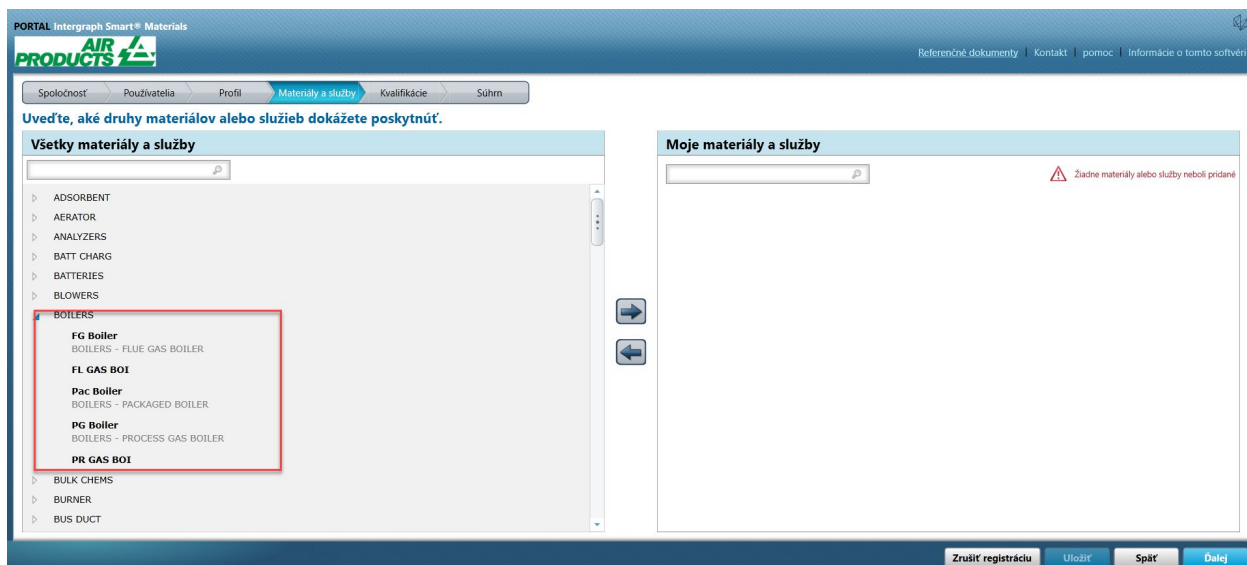 PORTAL Intergraph Smart® Materials
AIR
PRODUCTS
Referenčné dokumenty | Kontakt | pomoc | Informácie o tomto softvéri
Spoločnosť
Používatelia
Profil
Materiály a služby
Kvalifikácie
Súhrn
Uveďte, aké druhy materiálov alebo služieb dokážete poskytnúť.
Všetky materiály a služby
ADSORBENT
AERATOR
ANALYZERS
BATT CHARG
BATTERIES
BLOWERS
BOILERS
FG Boiler
BOILERS - FLUE GAS BOILER
FL GAS BOI
Pac Boiler
BOILERS - PACKAGED BOILER
PG Boiler
BOILERS - PROCESS GAS BOILER
PR GAS BOI
BULK CHEMS
BURNER
BUS DUCT
Moje materiály a služby
Žiadne materiály alebo služby neboli pridané
Zrušiť registráciu
Uložiť
Späť
Ďalej